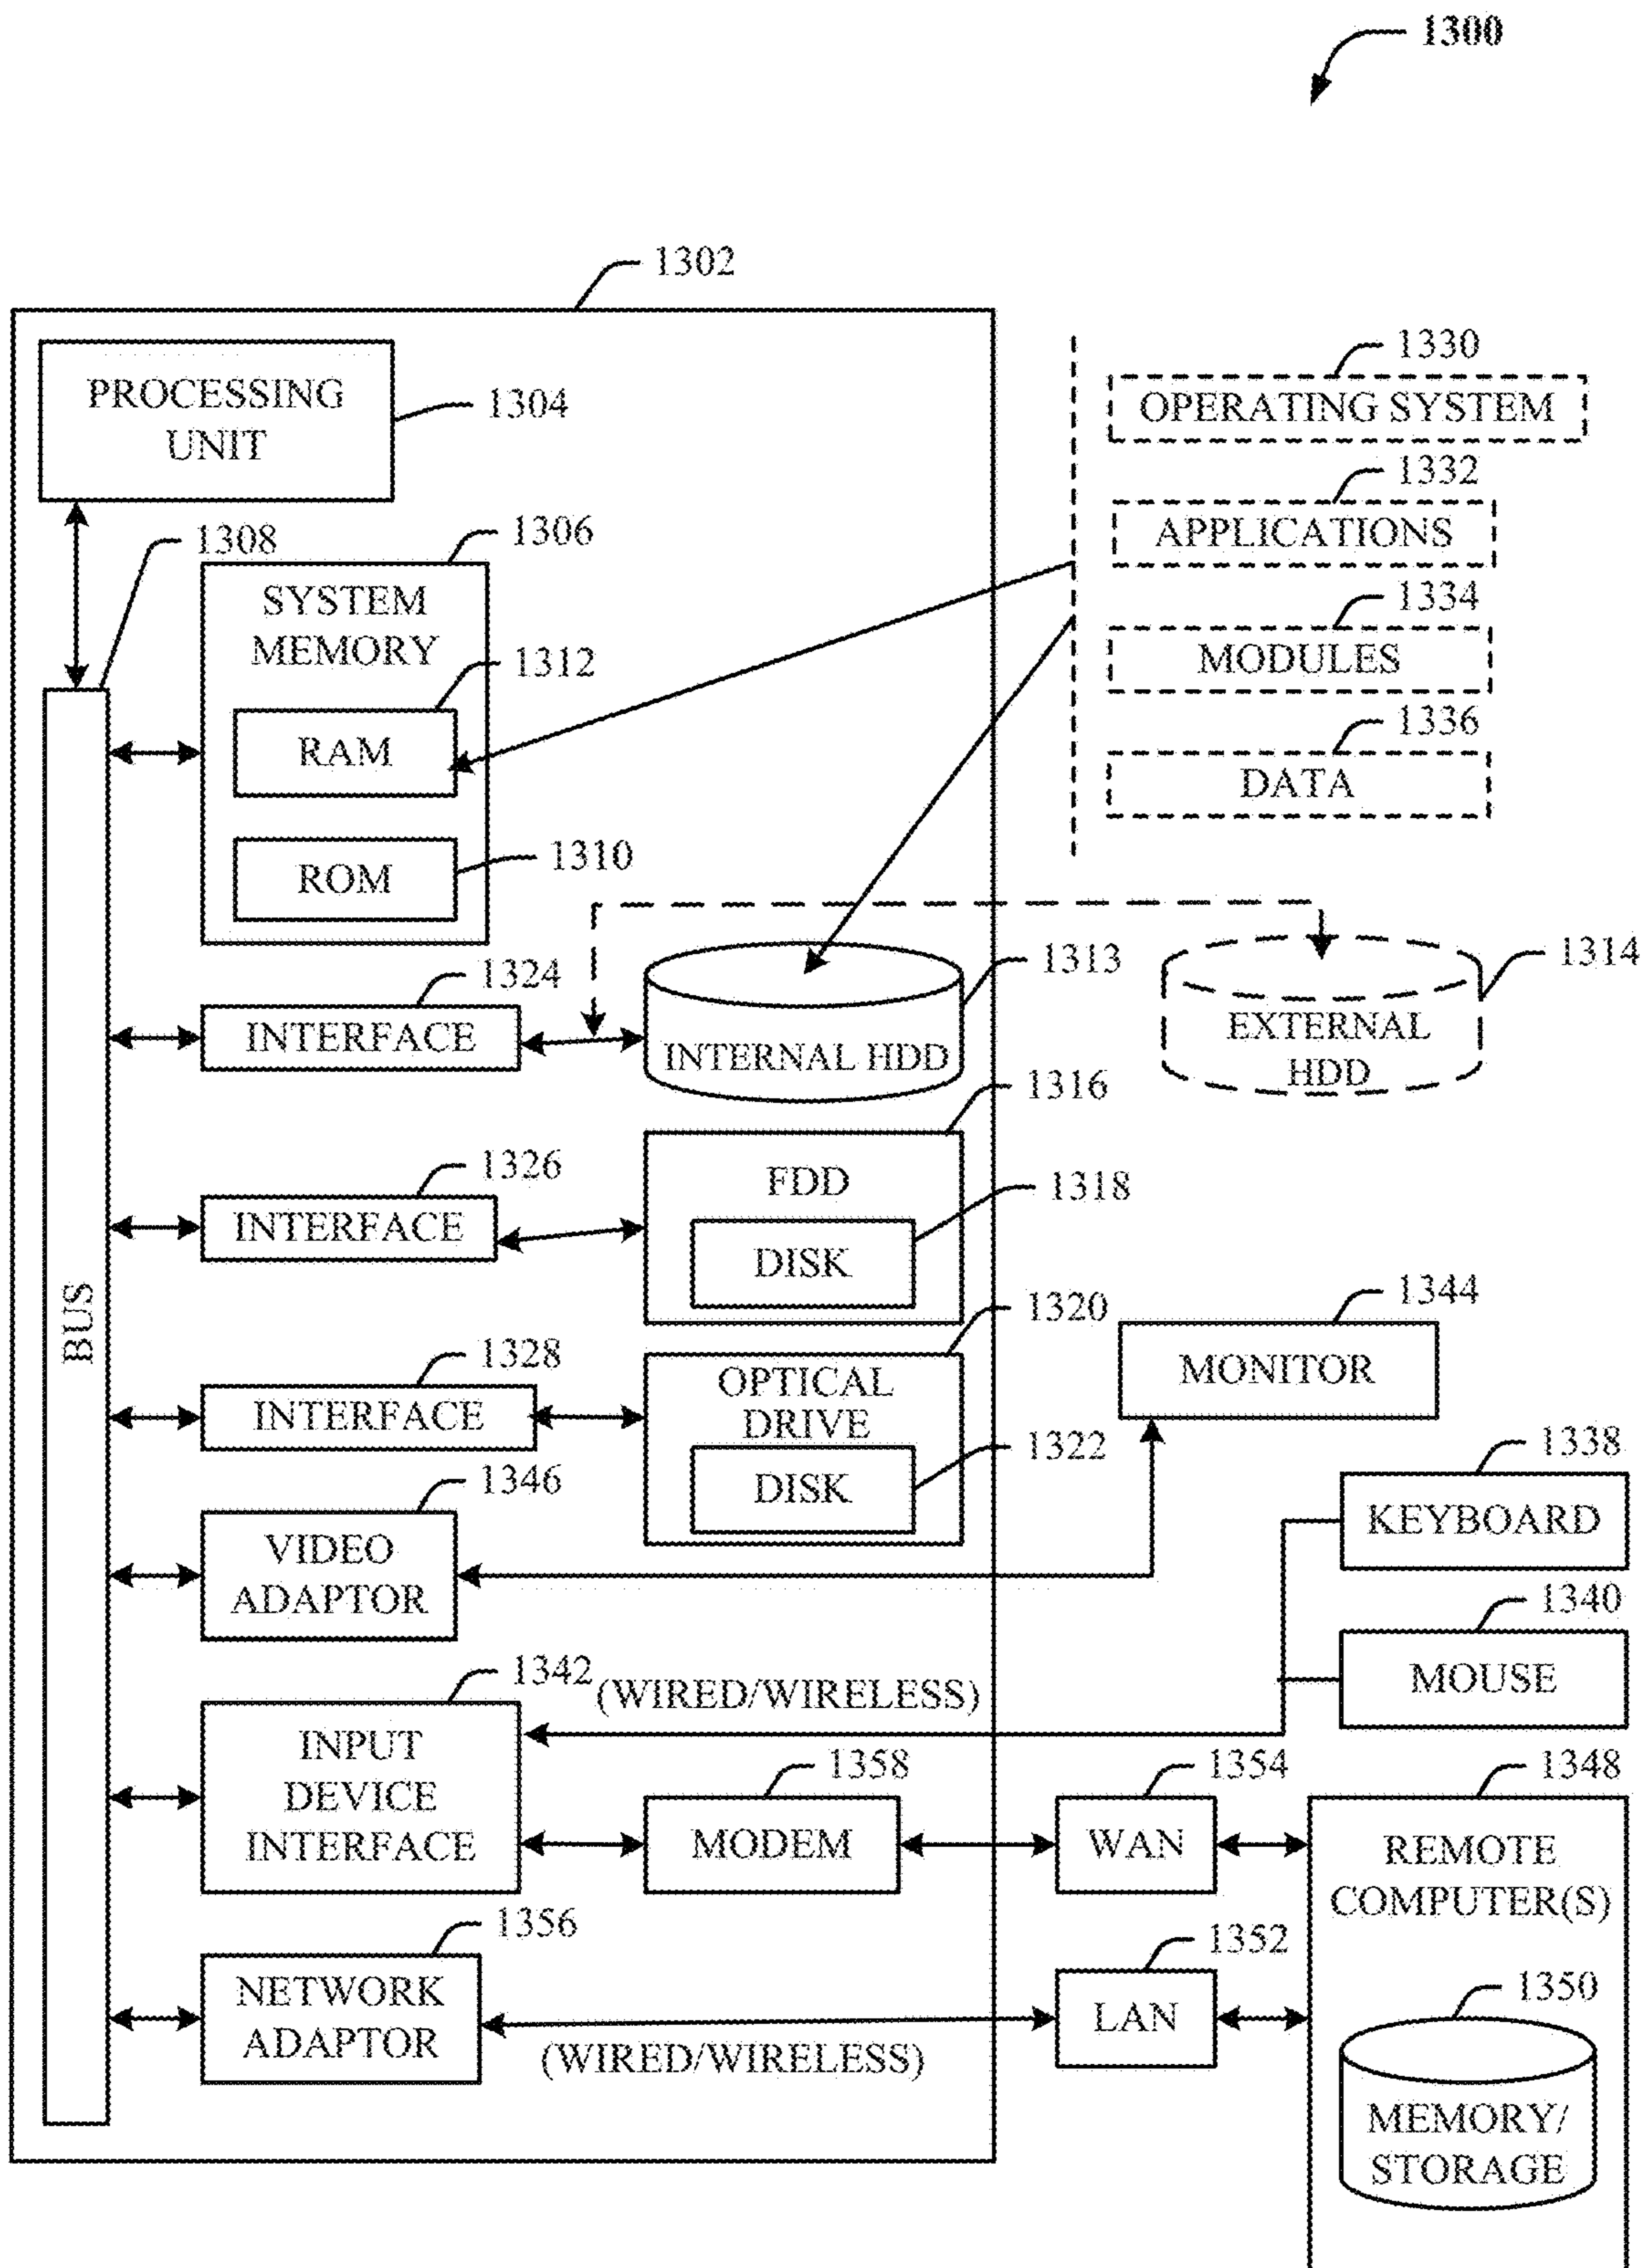 1300
1302
PROCESSING
UNIT
1304
1330
OPERATING SYSTEM
1332
APPLICATIONS
1334
MODULES
1336
DATA
1308
1306
SYSTEM
MEMORY
1312
RAM
ROM
1310
1324
INTERFACE
1313
INTERNAL HDD
1314
EXTERNAL
HDD
1316
1326
INTERFACE
FDD
1318
DISK
BUS
1320
1328
INTERFACE
OPTICAL
DRIVE
1322
DISK
1344
MONITOR
1346
VIDEO
ADAPTOR
1338
KEYBOARD
1340
MOUSE
1342
(WIRED/WIRELESS)
INPUT
DEVICE
INTERFACE
1358
MODEM
1354
WAN
1348
REMOTE
COMPUTER(S)
1356
NETWORK
ADAPTOR
(WIRED/WIRELESS)
1352
LAN
1350
MEMORY/
STORAGE